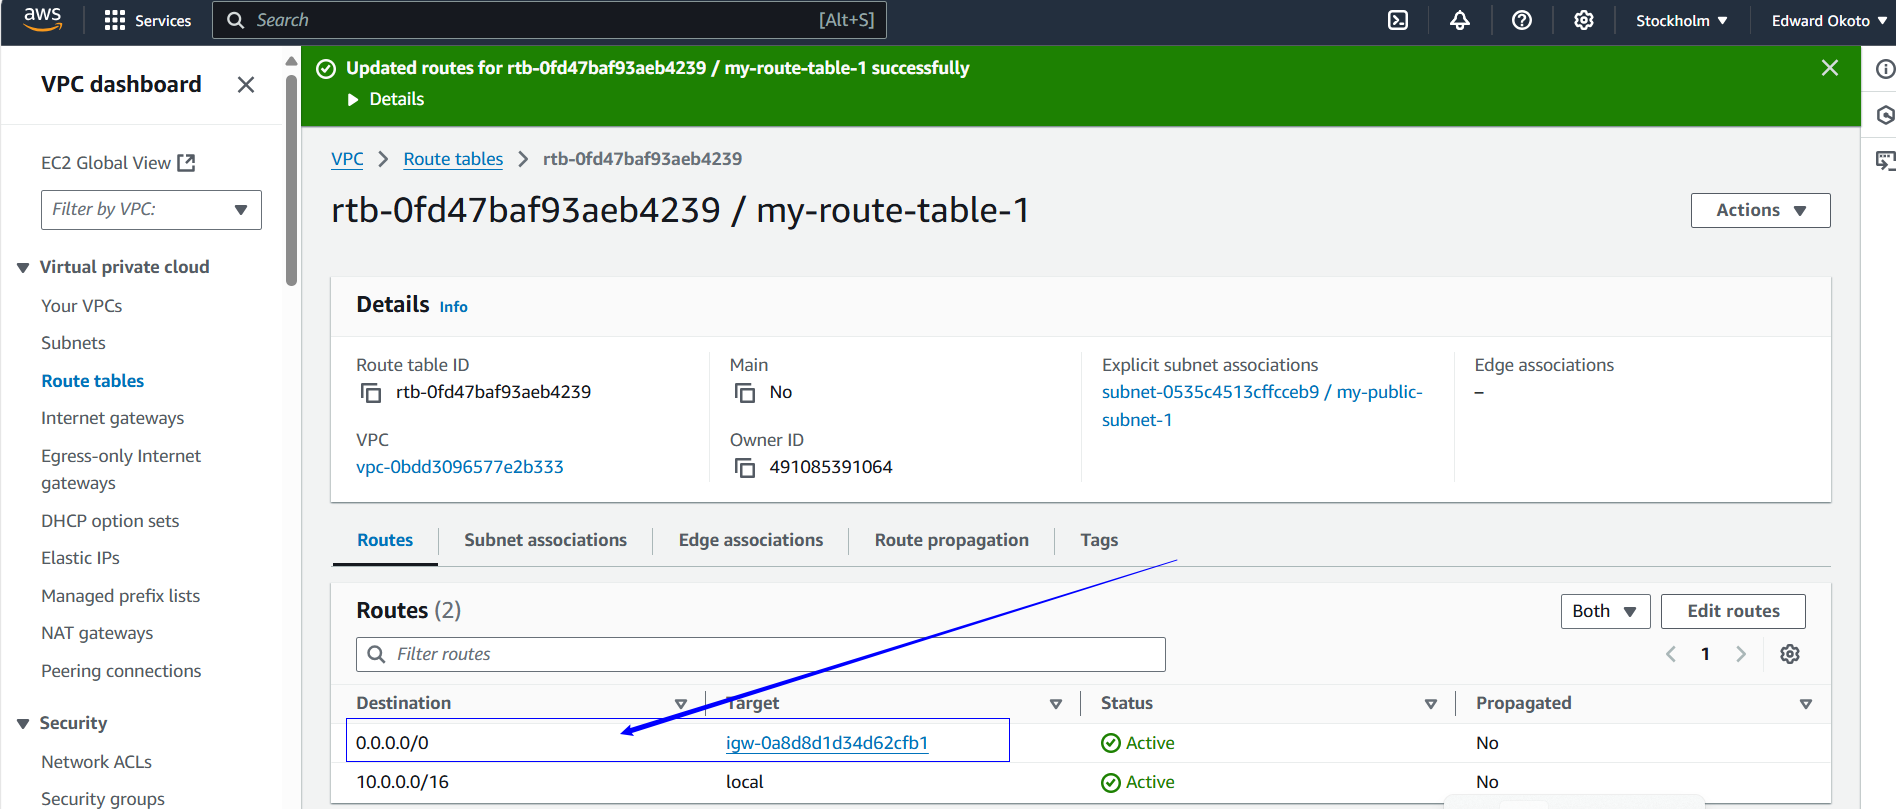 aws
Services
Search
[Alt+S]
Stockholm
Edward Okoto
VPC dashboard
EC2 Global View
Filter by VPC:
Virtual private cloud
Your VPCs
Subnets
Route tables
Internet gateways
Egress-only Internet
gateways
DHCP option sets
Elastic IPs
Managed prefix lists
NAT gateways
Peering connections
Security
Network ACLs
Security groups
Updated routes for rtb-0fd47baf93aeb4239 / my-route-table-1 successfully
Details
VPC
Route tables
rtb-0fd47baf93aeb4239
rtb-0fd47baf93aeb4239 / my-route-table-1
Actions
Details Info
Route table ID
rtb-0fd47baf93aeb4239
Main
No
Explicit subnet associations
subnet-0535c4513cffcceb9 / my-public-
subnet-1
Edge associations
–
VPC
vpc-0bdd3096577e2b333
Owner ID
491085391064
Routes
Subnet associations
Edge associations
Route propagation
Tags
Routes (2)
Both
Edit routes
Filter routes
1
Destination Target Status Propagated
0.0.0.0/0 igw-0a8d8d1d34d62cfb1 Active No
10.0.0.0/16 local Active No